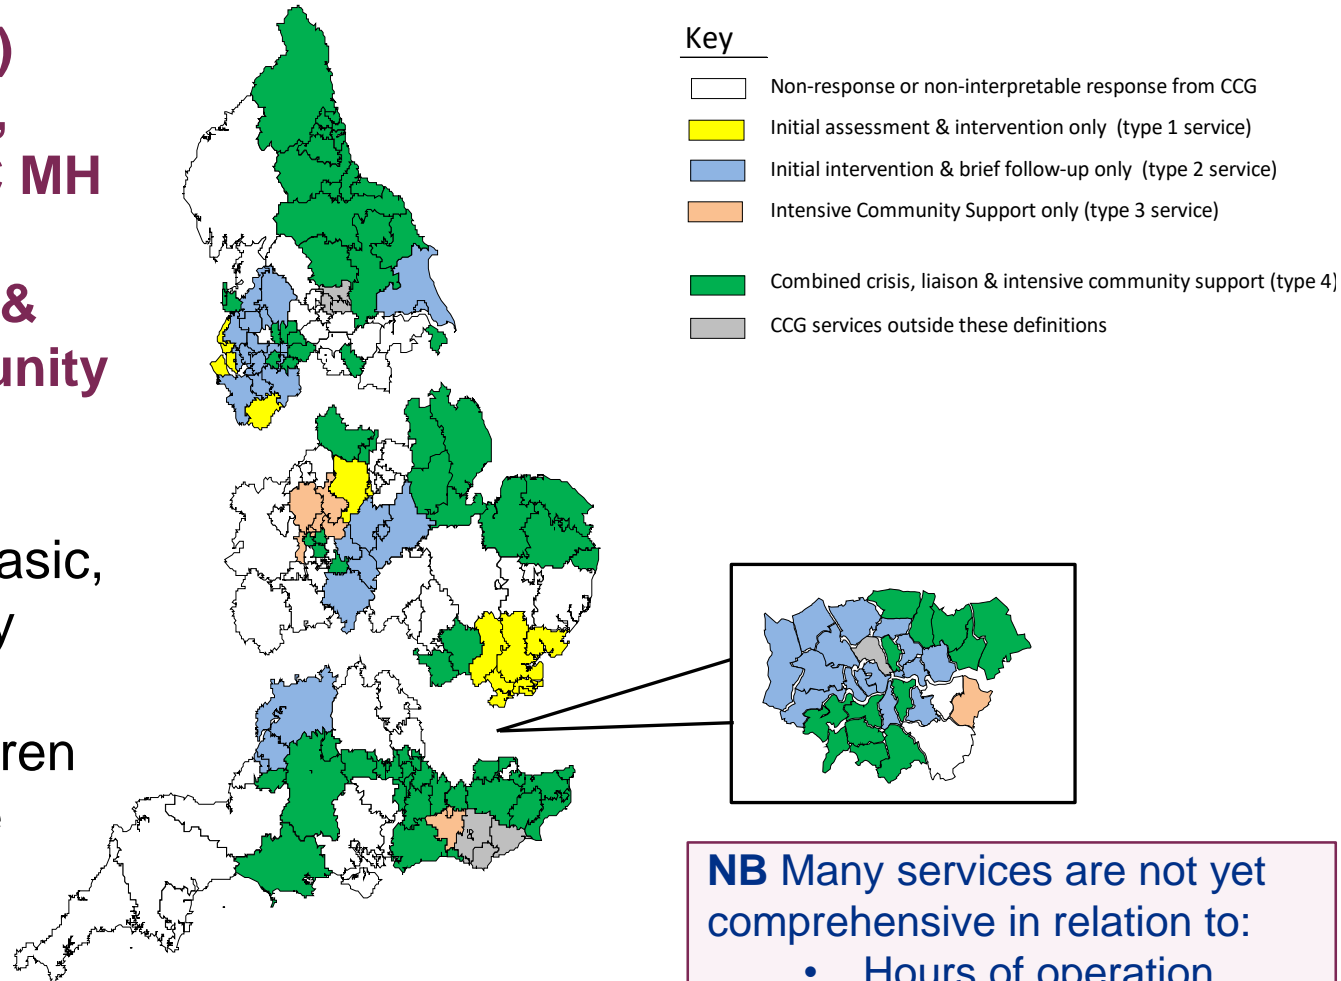 )
,
C MH
&
unity
asic,
y
ren
Key
Non-response or non-interpretable response from CCG
Initial assessment & intervention only (type 1 service)
Initial intervention & brief follow-up only (type 2 service)
Intensive Community Support only (type 3 service)
Combined crisis, liaison & intensive community support (type 4)
CCG services outside these definitions
NB Many services are not yet
comprehensive in relation to:
• Hours of operation